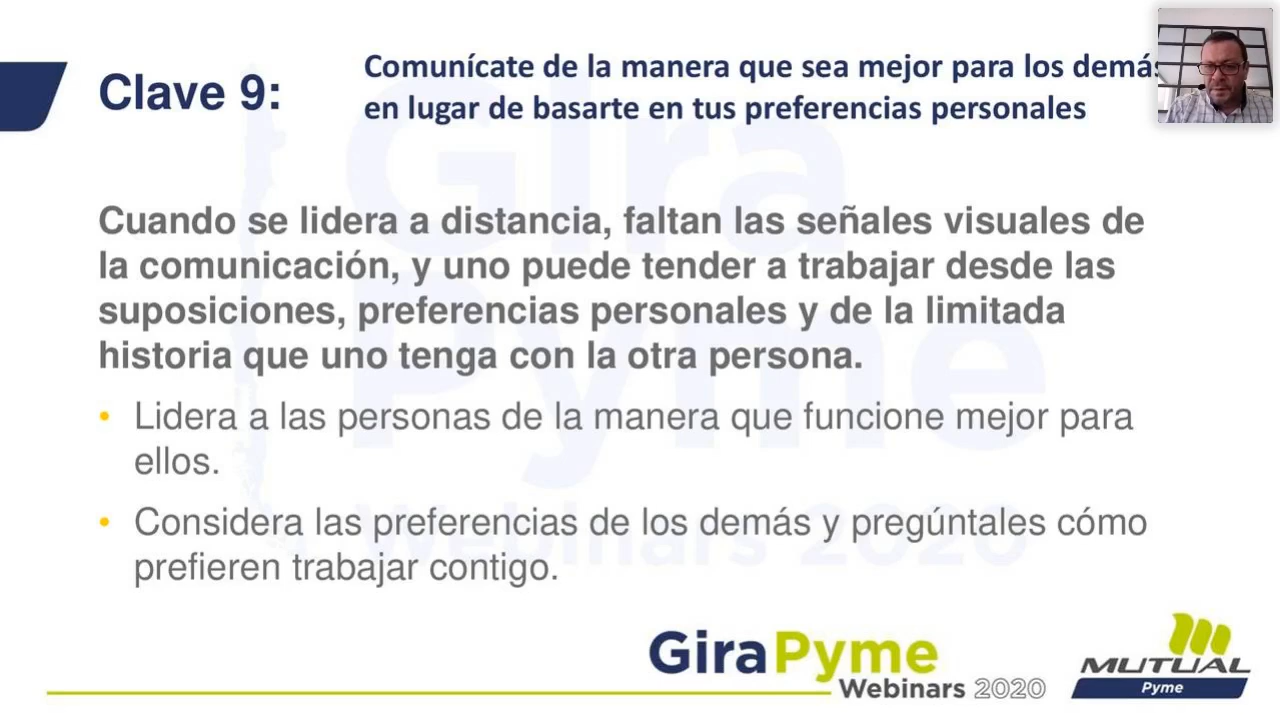 Clave 9:
Comunícate de la manera que sea mejor para los demás
en lugar de basarte en tus preferencias personales
Cuando se lidera a distancia, faltan las señales visuales de
la comunicación, y uno puede tender a trabajar desde las
suposiciones, preferencias personales y de la limitada
historia que uno tenga con la otra persona.
• Lidera a las personas de la manera que funcione mejor para
ellos.
• Considera las preferencias de los demás y pregúntales cómo
prefieren trabajar contigo.
Gira
Pyme
Webinars 2020
GiraPyme
Webinars 2020
MUTUAL
Pyme